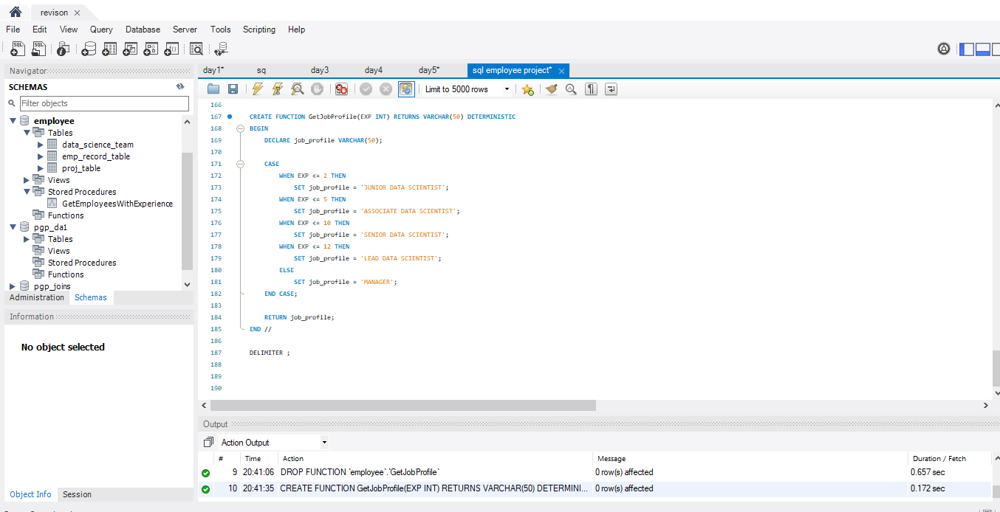 revison
File Edit View Query Database Server Tools Scripting Help
Navigator
SCHEMAS
Filter objects
employee
Tables
data_science_team
emp_record_table
proj_table
Views
Stored Procedures
GetEmployeesWithExperience
Functions
pgp_da1
Tables
Views
Stored Procedures
Functions
pgp_joins
Administration Schemas
Information
No object selected
Object Info Session
day1* sq day3 day4 day5* sql employee project*
Limit to 5000 rows
166
167 CREATE FUNCTION GetJobProfile(EXP INT) RETURNS VARCHAR(50) DETERMINISTIC
168 BEGIN
169 DECLARE job_profile VARCHAR(50);
170
171 CASE
172 WHEN EXP <= 2 THEN
173 SET job_profile = 'JUNIOR DATA SCIENTIST';
174 WHEN EXP <= 5 THEN
175 SET job_profile = 'ASSOCIATE DATA SCIENTIST';
176 WHEN EXP <= 10 THEN
177 SET job_profile = 'SENIOR DATA SCIENTIST';
178 WHEN EXP <= 12 THEN
179 SET job_profile = 'LEAD DATA SCIENTIST';
180 ELSE
181 SET job_profile = 'MANAGER';
182 END CASE;
183
184 RETURN job_profile;
185 END //
186
187 DELIMITER ;
188
189
190
Output
Action Output
# Time Action Message Duration / Fetch
9 20:41:06 DROP FUNCTION `employee`.`GetJobProfile` 0 row(s) affected 0.657 sec
10 20:41:35 CREATE FUNCTION GetJobProfile(EXP INT) RETURNS VARCHAR(50) DETERMINI... 0 row(s) affected 0.172 sec